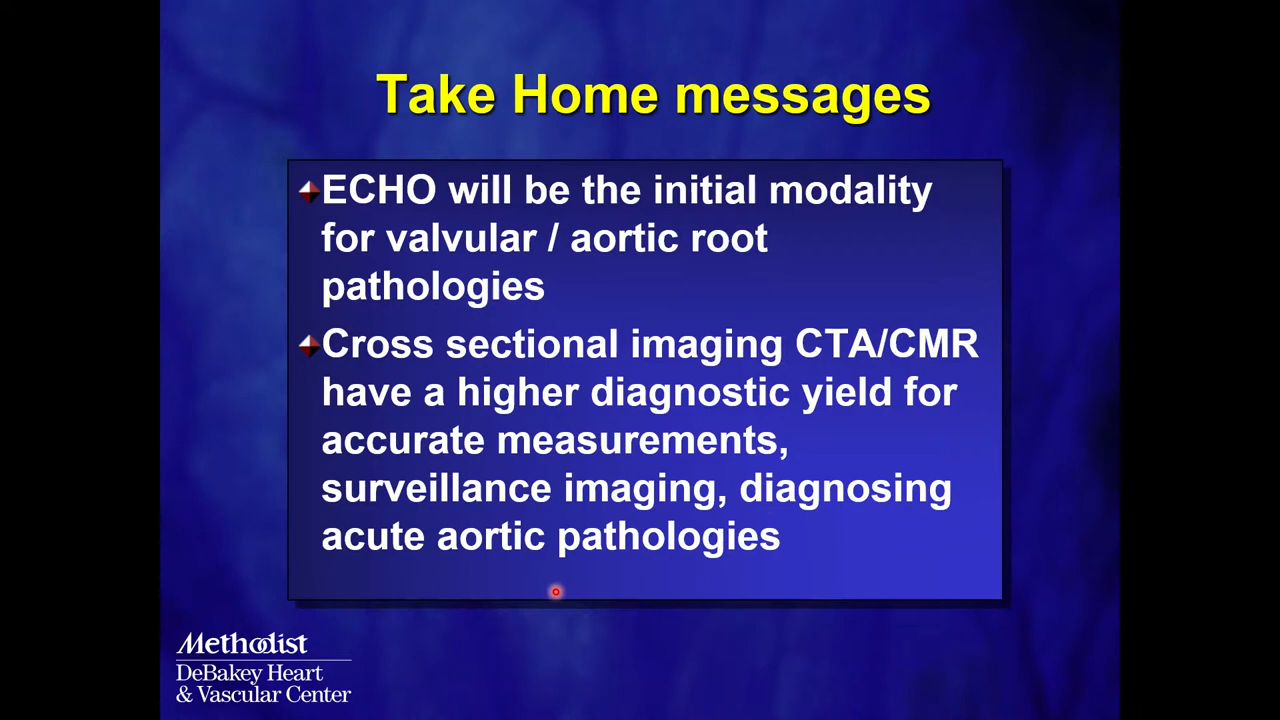 Take Home messages
ECHO will be the initial modality
for valvular / aortic root
pathologies
Cross sectional imaging CTA/CMR
have a higher diagnostic yield for
accurate measurements,
surveillance imaging, diagnosing
acute aortic pathologies
Methodist
DeBakey Heart
& Vascular Center